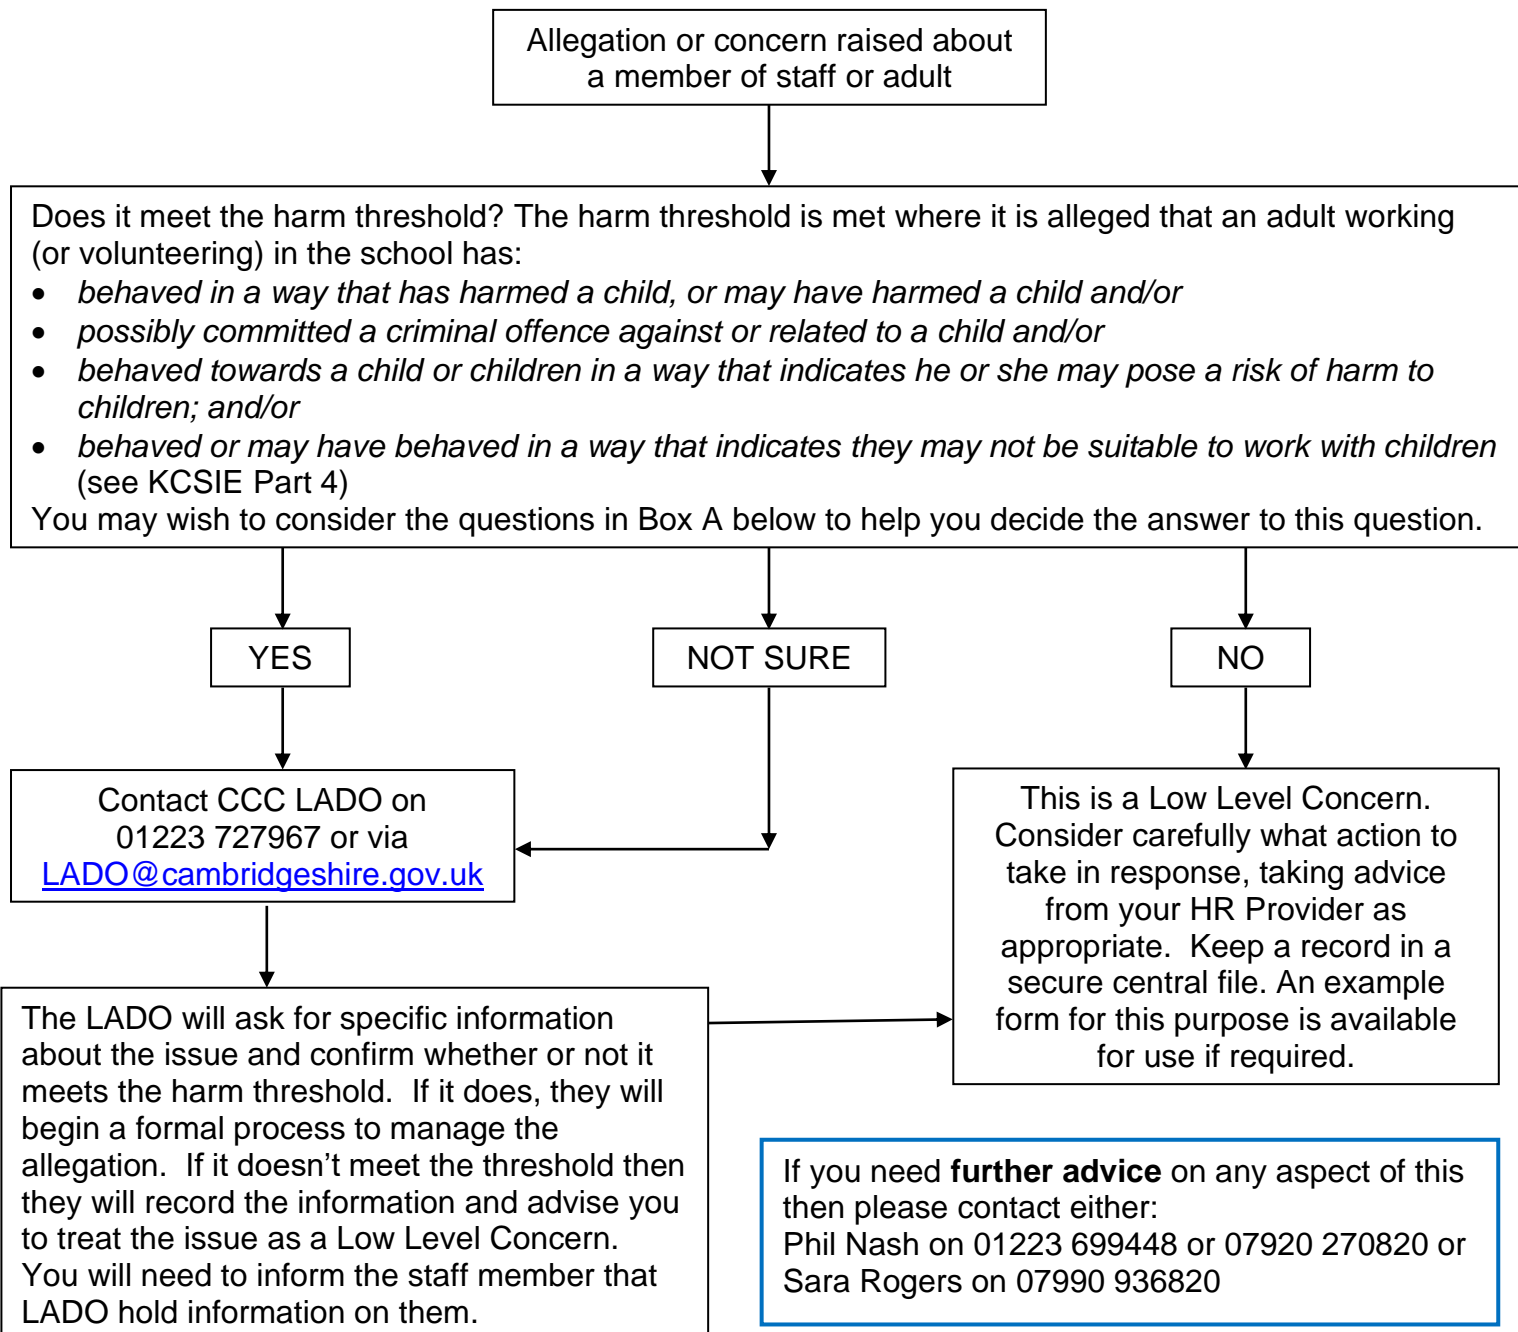 Allegation or concern raised about
a member of staff or adult
Does it meet the harm threshold? The harm threshold is met where it is alleged that an adult working
(or volunteering) in the school has:
• behaved in a way that has harmed a child, or may have harmed a child and/or
• possibly committed a criminal offence against or related to a child and/or
• behaved towards a child or children in a way that indicates he or she may pose a risk of harm to
children; and/or
• behaved or may have behaved in a way that indicates they may not be suitable to work with children
(see KCSIE Part 4)
You may wish to consider the questions in Box A below to help you decide the answer to this question.
YES
NOT SURE
NO
Contact CCC LADO on
01223 727967 or via
LADO@cambridgeshire.gov.uk
This is a Low Level Concern.
Consider carefully what action to
take in response, taking advice
from your HR Provider as
appropriate. Keep a record in a
secure central file. An example
form for this purpose is available
for use if required.
The LADO will ask for specific information
about the issue and confirm whether or not it
meets the harm threshold. If it does, they will
begin a formal process to manage the
allegation. If it doesn't meet the threshold then
they will record the information and advise you
to treat the issue as a Low Level Concern.
You will need to inform the staff member that
LADO hold information on them.
If you need further advice on any aspect of this
then please contact either:
Phil Nash on 01223 699448 or 07920 270820 or
Sara Rogers on 07990 936820